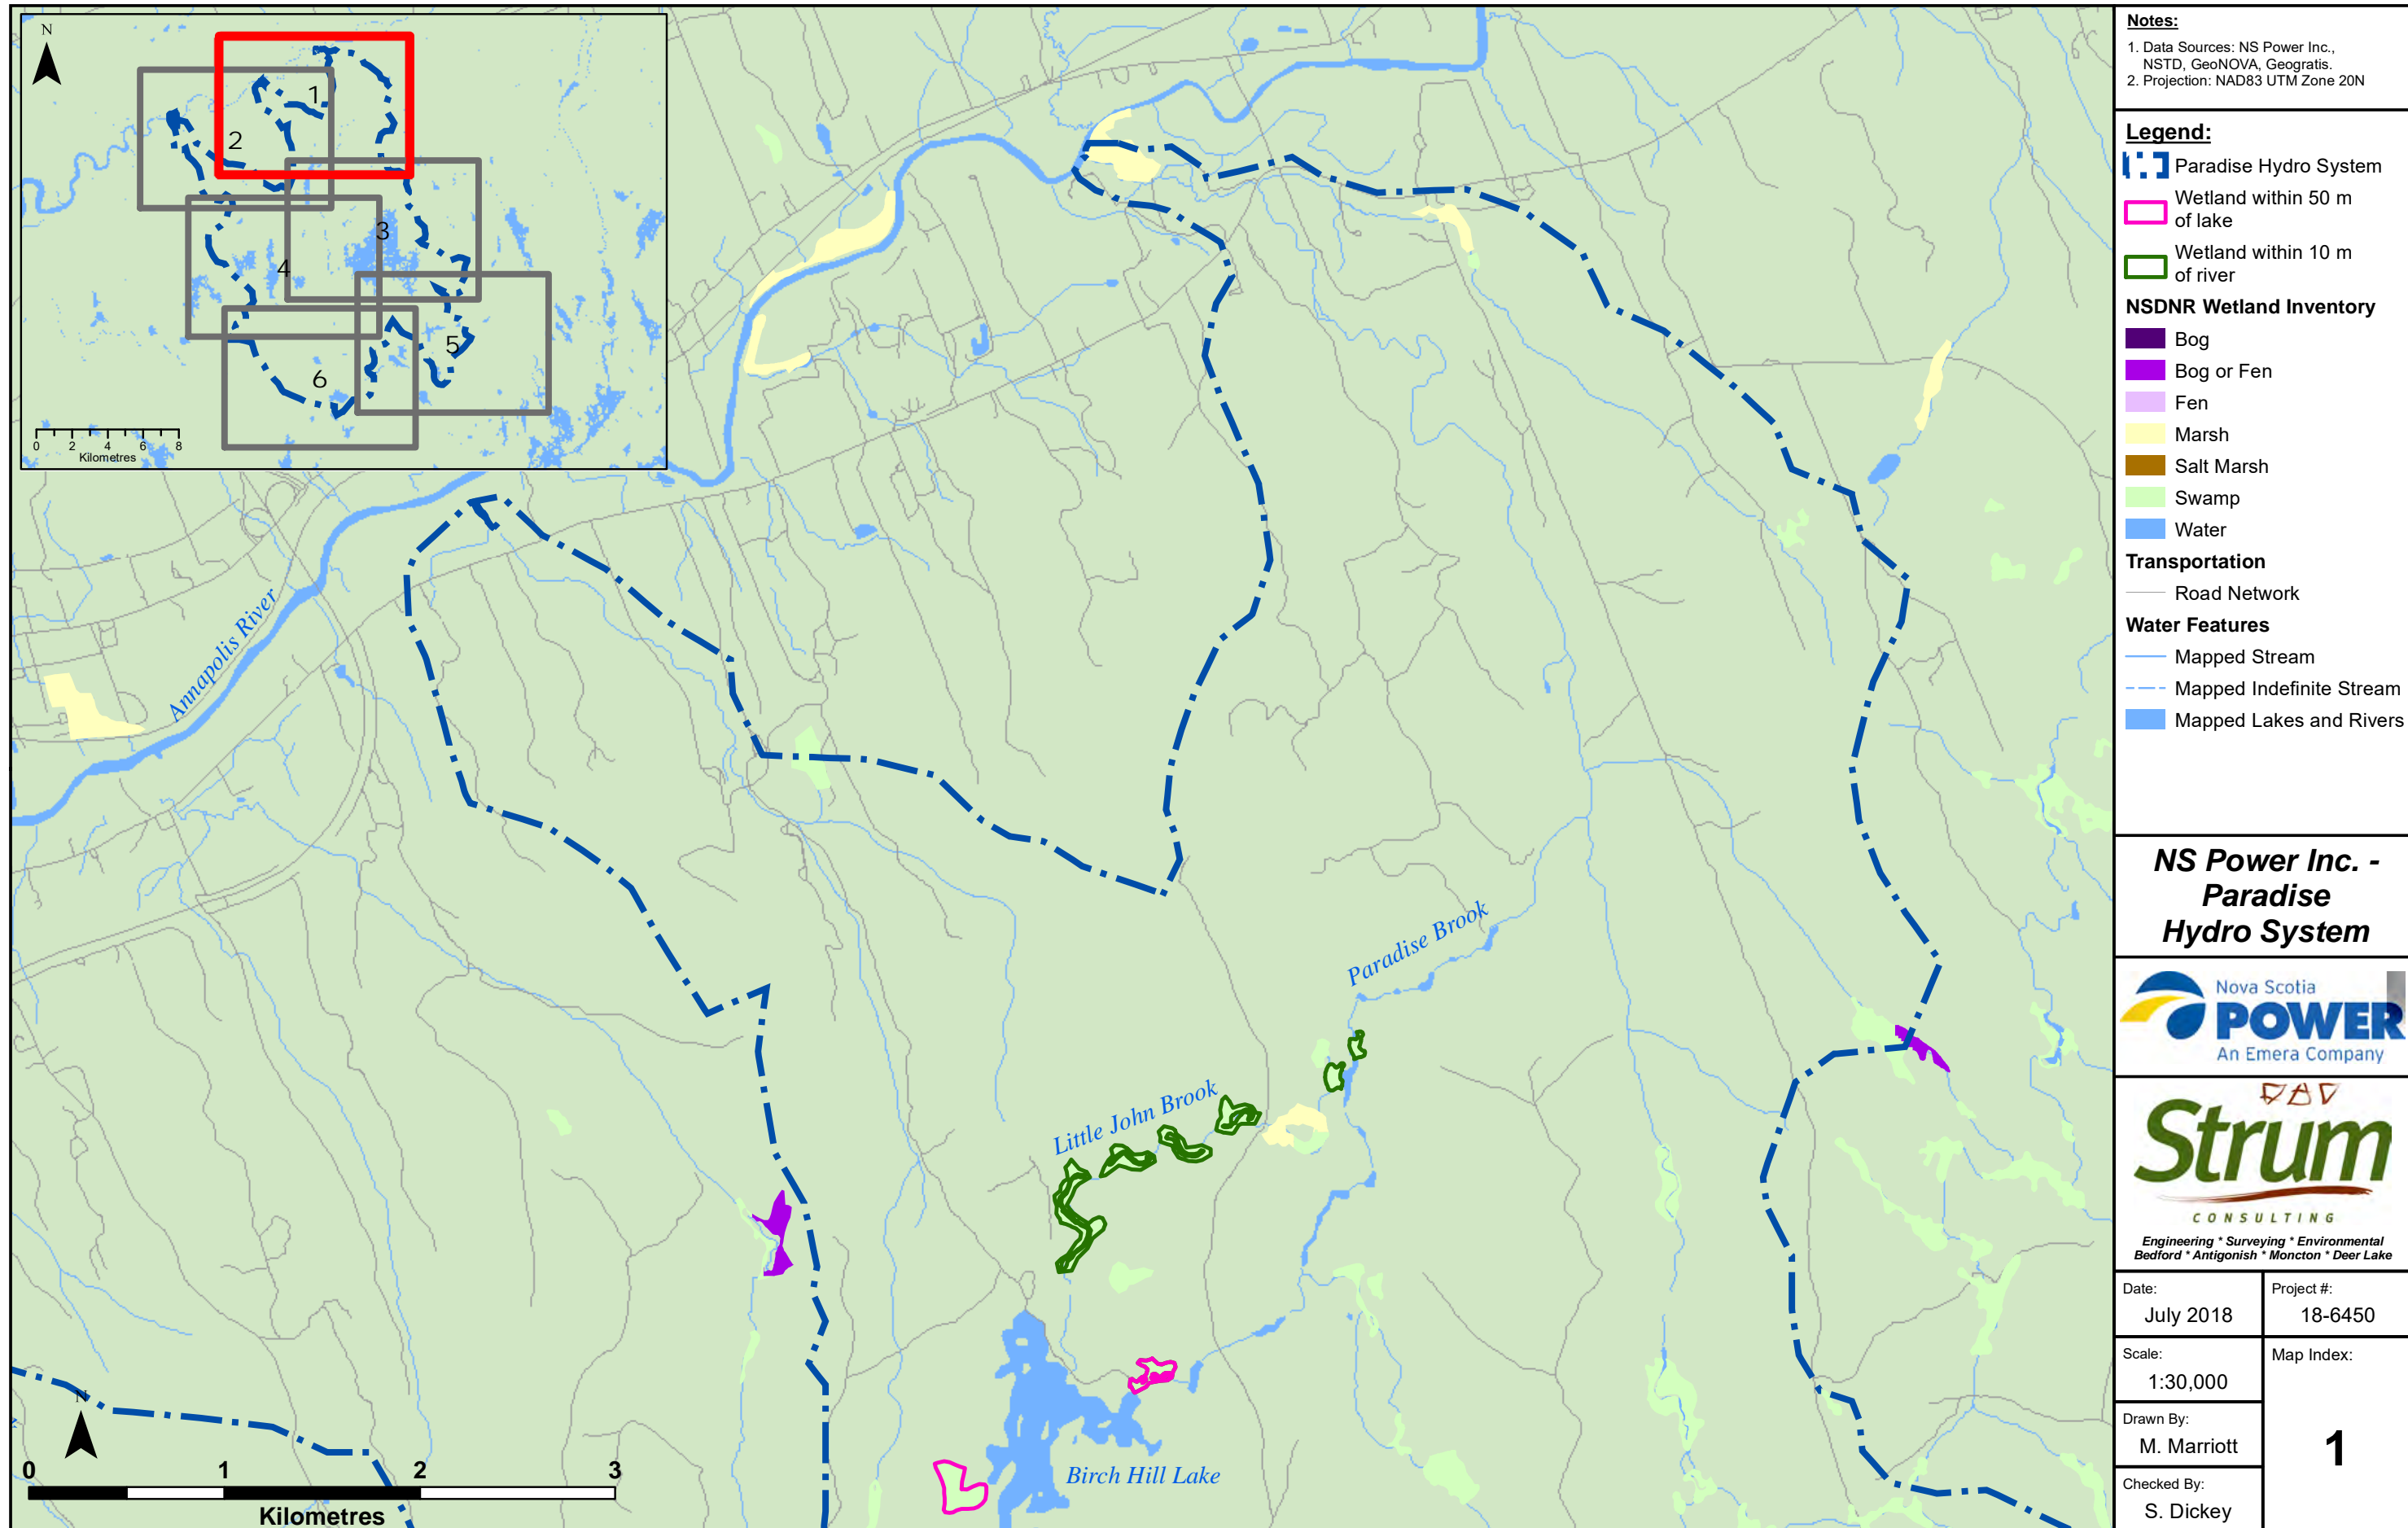 N
1
2
3
4
5
6
0 2 4 6 8
Kilometres
Annapolis River
Paradise Brook
Little John Brook
Birch Hill Lake
N
0 1 2 3
Kilometres
Notes:
1. Data Sources: NS Power Inc.,
NSTD, GeoNOVA, Geogratis.
2. Projection: NAD83 UTM Zone 20N
Legend:
Paradise Hydro System
Wetland within 50 m
of lake
Wetland within 10 m
of river
NSDNR Wetland Inventory
Bog
Bog or Fen
Fen
Marsh
Salt Marsh
Swamp
Water
Transportation
Road Network
Water Features
Mapped Stream
Mapped Indefinite Stream
Mapped Lakes and Rivers
NS Power Inc. -
Paradise
Hydro System
Nova Scotia
POWER
An Emera Company
Strum
CONSULTING
Engineering * Surveying * Environmental
Bedford * Antigonish * Moncton * Deer Lake
Date:
July 2018
Project #:
18-6450
Scale:
1:30,000
Map Index:
1
Drawn By:
M. Marriott
Checked By:
S. Dickey